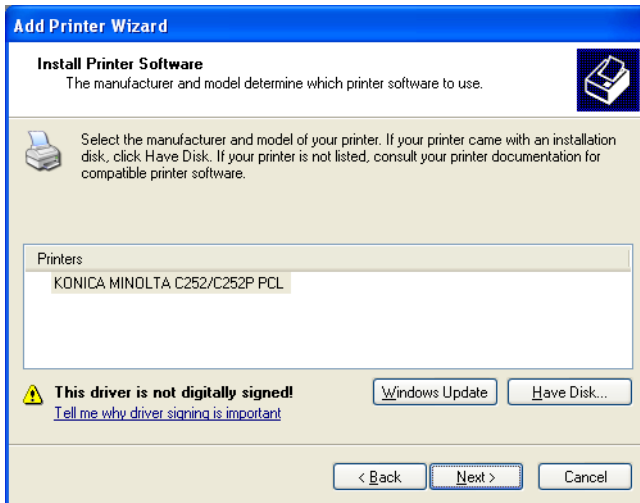 Add Printer Wizard
Install Printer Software
The manufacturer and model determine which printer software to use.
Select the manufacturer and model of your printer. If your printer came with an installation
disk, click Have Disk. If your printer is not listed, consult your printer documentation for
compatible printer software.
Printers
KONICA MINOLTA C252/C252P PCL
This driver is not digitally signed!
Tell me why driver signing is important
Windows Update
Have Disk...
< Back
Next >
Cancel